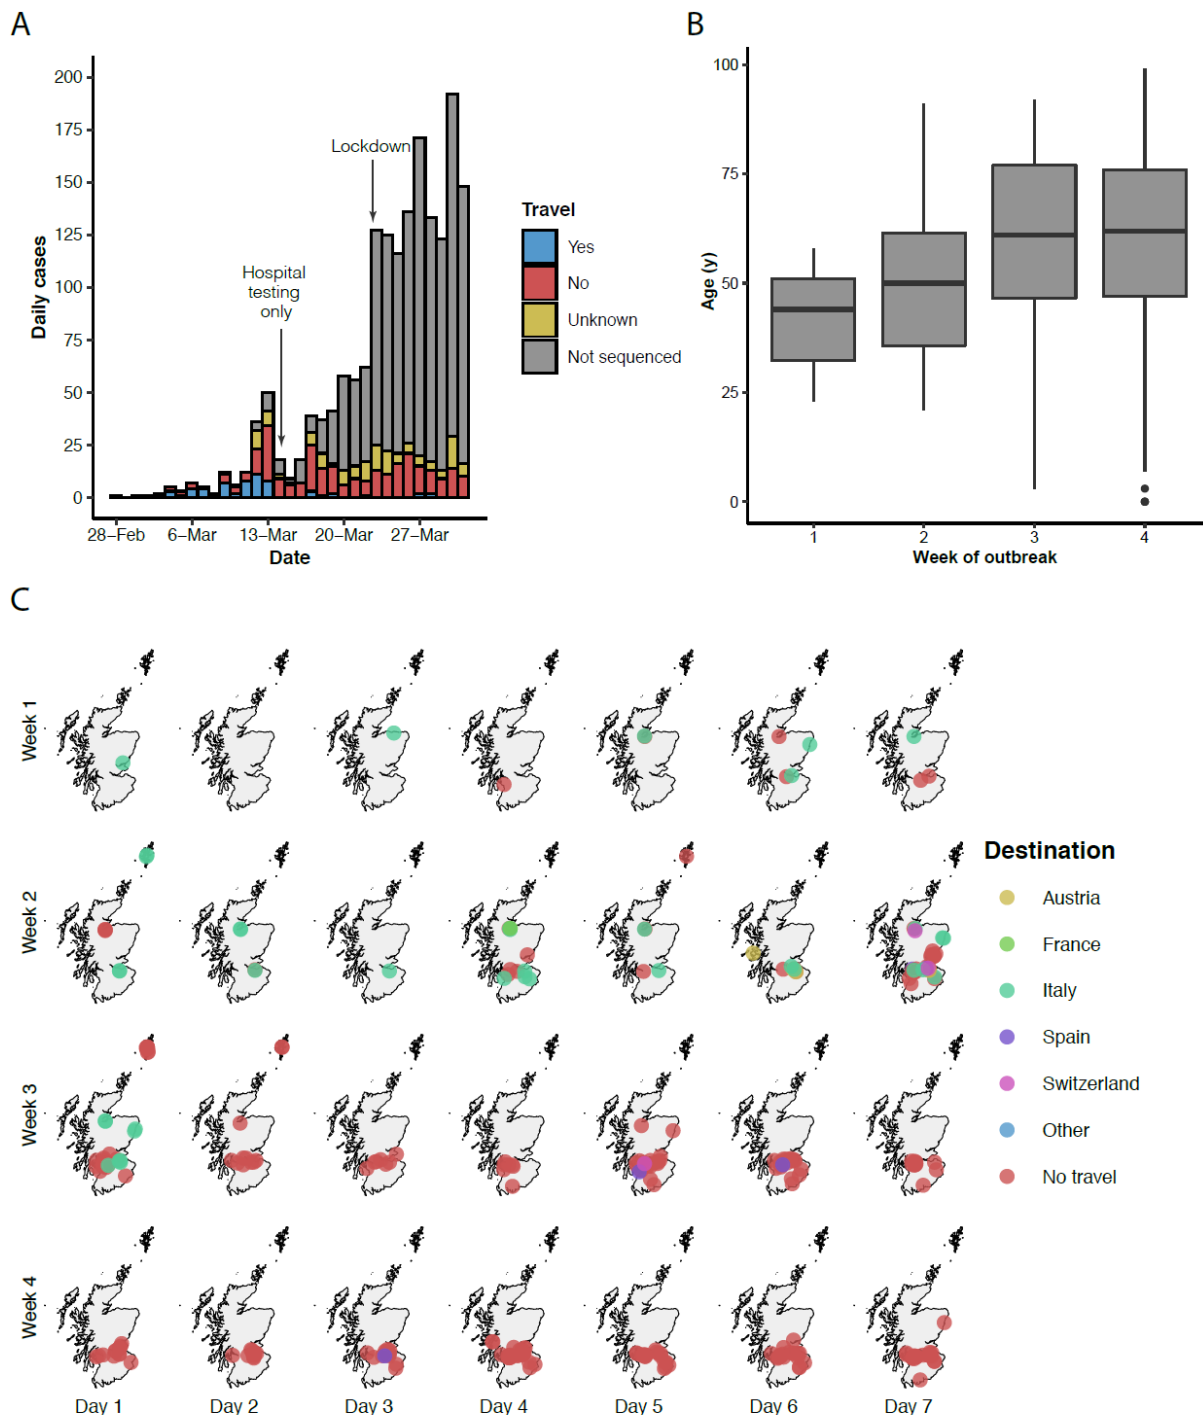 A
B
200
175
150
125
100
75
50
25
0
Daily cases
Lockdown
Hospital
testing
only
28–Feb
6–Mar
13–Mar
20–Mar
27–Mar
Date
Travel
Yes
No
Unknown
Not sequenced
100
75
50
25
0
Age (y)
1
2
3
4
Week of outbreak
C
Week 1
Week 2
Week 3
Week 4
Day 1
Day 2
Day 3
Day 4
Day 5
Day 6
Day 7
Destination
Austria
France
Italy
Spain
Switzerland
Other
No travel